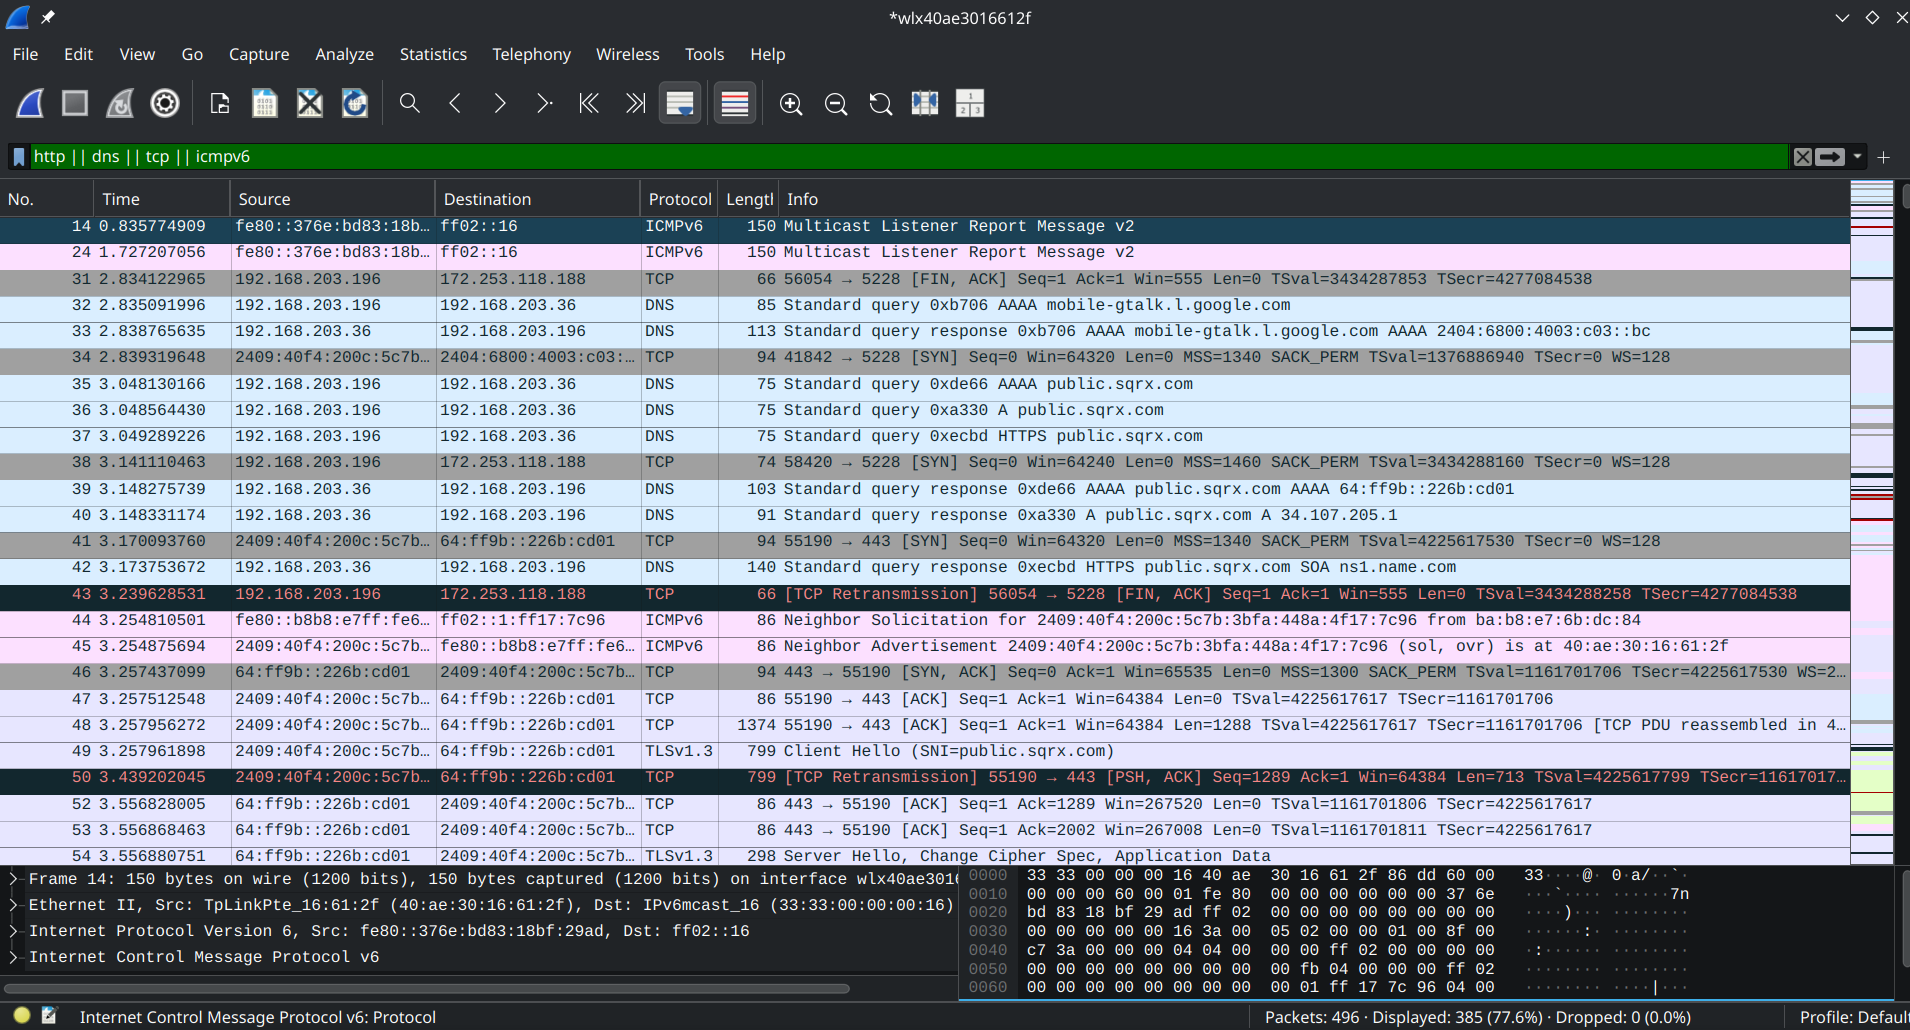 *wlx40ae3016612f
File Edit View Go Capture Analyze Statistics Telephony Wireless Tools Help
http || dns || tcp || icmpv6
No. Time Source Destination Protocol Lengtl Info
14 0.835774909 fe80::376e:bd83:18b… ff02::16 ICMPv6 150 Multicast Listener Report Message v2
24 1.727207056 fe80::376e:bd83:18b… ff02::16 ICMPv6 150 Multicast Listener Report Message v2
31 2.834122965 192.168.203.196 172.253.118.188 TCP 66 56054 → 5228 [FIN, ACK] Seq=1 Ack=1 Win=555 Len=0 TSval=3434287853 TSecr=4277084538
32 2.835091996 192.168.203.196 192.168.203.36 DNS 85 Standard query 0xb706 AAAA mobile-gtalk.l.google.com
33 2.838765635 192.168.203.36 192.168.203.196 DNS 113 Standard query response 0xb706 AAAA mobile-gtalk.l.google.com AAAA 2404:6800:4003:c03::bc
34 2.839319648 2409:40f4:200c:5c7b… 2404:6800:4003:c03:… TCP 94 41842 → 5228 [SYN] Seq=0 Win=64320 Len=0 MSS=1340 SACK_PERM TSval=1376886940 TSecr=0 WS=128
35 3.048130166 192.168.203.196 192.168.203.36 DNS 75 Standard query 0xde66 AAAA public.sqrx.com
36 3.048564430 192.168.203.196 192.168.203.36 DNS 75 Standard query 0xa330 A public.sqrx.com
37 3.049289226 192.168.203.196 192.168.203.36 DNS 75 Standard query 0xecbd HTTPS public.sqrx.com
38 3.141110463 192.168.203.196 172.253.118.188 TCP 74 58420 → 5228 [SYN] Seq=0 Win=64240 Len=0 MSS=1460 SACK_PERM TSval=3434288160 TSecr=0 WS=128
39 3.148275739 192.168.203.36 192.168.203.196 DNS 103 Standard query response 0xde66 AAAA public.sqrx.com AAAA 64:ff9b::226b:cd01
40 3.148331174 192.168.203.36 192.168.203.196 DNS 91 Standard query response 0xa330 A public.sqrx.com A 34.107.205.1
41 3.170093760 2409:40f4:200c:5c7b… 64:ff9b::226b:cd01 TCP 94 55190 → 443 [SYN] Seq=0 Win=64320 Len=0 MSS=1340 SACK_PERM TSval=4225617530 TSecr=0 WS=128
42 3.173753672 192.168.203.36 192.168.203.196 DNS 140 Standard query response 0xecbd HTTPS public.sqrx.com SOA ns1.name.com
43 3.239628531 192.168.203.196 172.253.118.188 TCP 66 [TCP Retransmission] 56054 → 5228 [FIN, ACK] Seq=1 Ack=1 Win=555 Len=0 TSval=3434288258 TSecr=4277084538
44 3.254810501 fe80::b8b8:e7ff:fe6… ff02::1:ff17:7c96 ICMPv6 86 Neighbor Solicitation for 2409:40f4:200c:5c7b:3bfa:448a:4f17:7c96 from ba:b8:e7:6b:dc:84
45 3.254875694 2409:40f4:200c:5c7b… fe80::b8b8:e7ff:fe6… ICMPv6 86 Neighbor Advertisement 2409:40f4:200c:5c7b:3bfa:448a:4f17:7c96 (sol, ovr) is at 40:ae:30:16:61:2f
46 3.257437099 64:ff9b::226b:cd01 2409:40f4:200c:5c7b… TCP 94 443 → 55190 [SYN, ACK] Seq=0 Ack=1 Win=65535 Len=0 MSS=1300 SACK_PERM TSval=1161701706 TSecr=4225617530 WS=2…
47 3.257512548 2409:40f4:200c:5c7b… 64:ff9b::226b:cd01 TCP 86 55190 → 443 [ACK] Seq=1 Ack=1 Win=64384 Len=0 TSval=4225617617 TSecr=1161701706
48 3.257956272 2409:40f4:200c:5c7b… 64:ff9b::226b:cd01 TCP 1374 55190 → 443 [ACK] Seq=1 Ack=1 Win=64384 Len=1288 TSval=4225617617 TSecr=1161701706 [TCP PDU reassembled in 4…
49 3.257961898 2409:40f4:200c:5c7b… 64:ff9b::226b:cd01 TLSv1.3 799 Client Hello (SNI=public.sqrx.com)
50 3.439202045 2409:40f4:200c:5c7b… 64:ff9b::226b:cd01 TCP 799 [TCP Retransmission] 55190 → 443 [PSH, ACK] Seq=1289 Ack=1 Win=64384 Len=713 TSval=4225617799 TSecr=11617017…
52 3.556828005 64:ff9b::226b:cd01 2409:40f4:200c:5c7b… TCP 86 443 → 55190 [ACK] Seq=1 Ack=1289 Win=267520 Len=0 TSval=1161701806 TSecr=4225617617
53 3.556868463 64:ff9b::226b:cd01 2409:40f4:200c:5c7b… TCP 86 443 → 55190 [ACK] Seq=1 Ack=2002 Win=267008 Len=0 TSval=1161701811 TSecr=4225617617
54 3.556880751 64:ff9b::226b:cd01 2409:40f4:200c:5c7b… TLSv1.3 298 Server Hello, Change Cipher Spec, Application Data
Frame 14: 150 bytes on wire (1200 bits), 150 bytes captured (1200 bits) on interface wlx40ae301
Ethernet II, Src: TpLinkPte_16:61:2f (40:ae:30:16:61:2f), Dst: IPv6mcast_16 (33:33:00:00:00:16)
Internet Protocol Version 6, Src: fe80::376e:bd83:18bf:29ad, Dst: ff02::16
Internet Control Message Protocol v6
0000 33 33 00 00 00 16 40 ae 30 16 61 2f 86 dd 60 00 33····@· 0·a/··`·
0010 00 00 00 60 00 01 fe 80 00 00 00 00 00 00 37 6e ···`···· ······7n
0020 bd 83 18 bf 29 ad ff 02 00 00 00 00 00 00 00 00 ····)··· ········
0030 00 00 00 00 00 16 3a 00 05 02 00 00 01 00 8f 00 ······:· ········
0040 c7 3a 00 00 00 04 04 00 00 00 ff 02 00 00 00 00 ·:······ ········
0050 00 00 00 00 00 00 00 00 00 fb 04 00 00 00 ff 02 ········ ········
0060 00 00 00 00 00 00 00 00 00 01 ff 17 7c 96 04 00 ········ ····|···
Internet Control Message Protocol v6: Protocol
Packets: 496 · Displayed: 385 (77.6%) · Dropped: 0 (0.0%)
Profile: Defaul